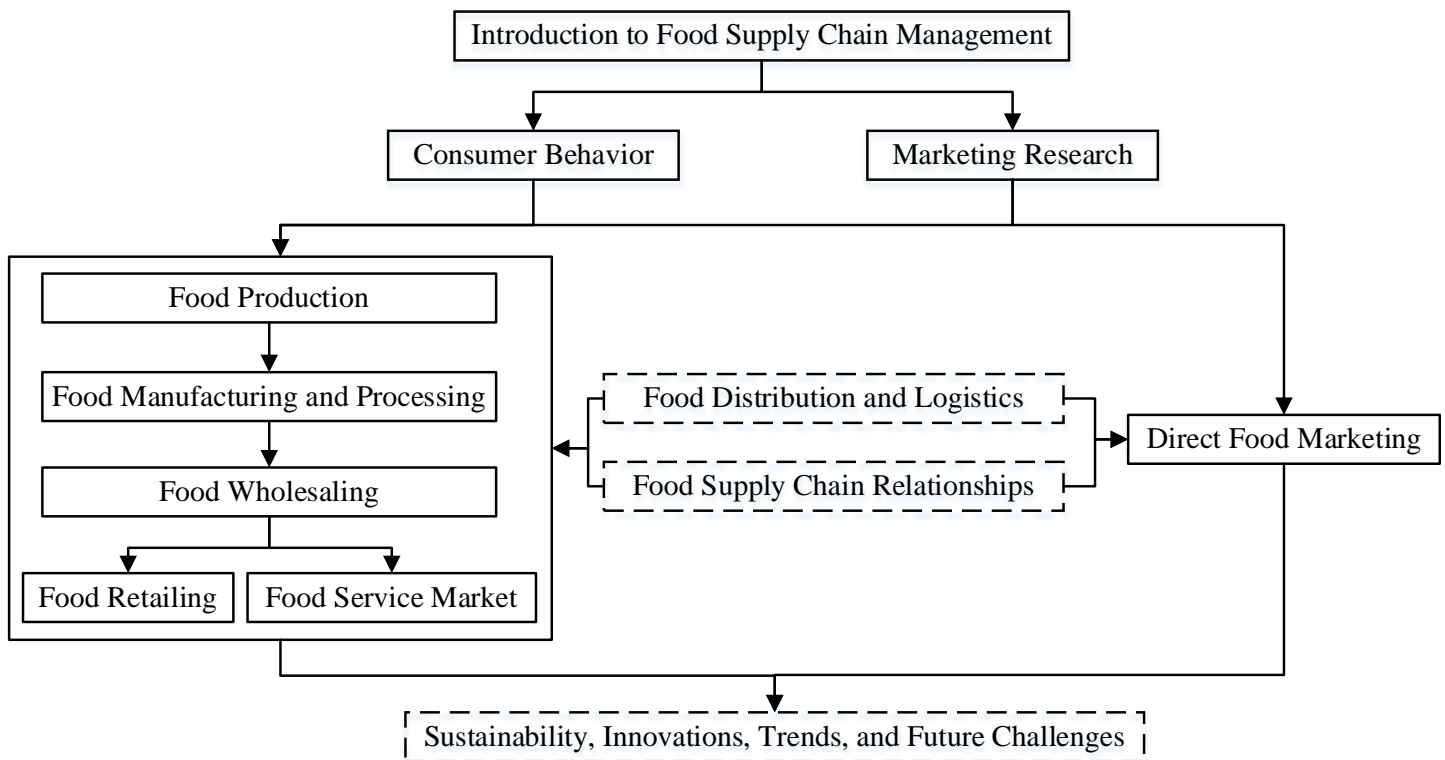 Introduction to Food Supply Chain Management
Consumer Behavior
Marketing Research
Food Production
Food Manufacturing and Processing
Food Distribution and Logistics
Direct Food Marketing
Food Wholesaling
Food Supply Chain Relationships
Food Retailing
Food Service Market
Sustainability, Innovations, Trends, and Future Challenges